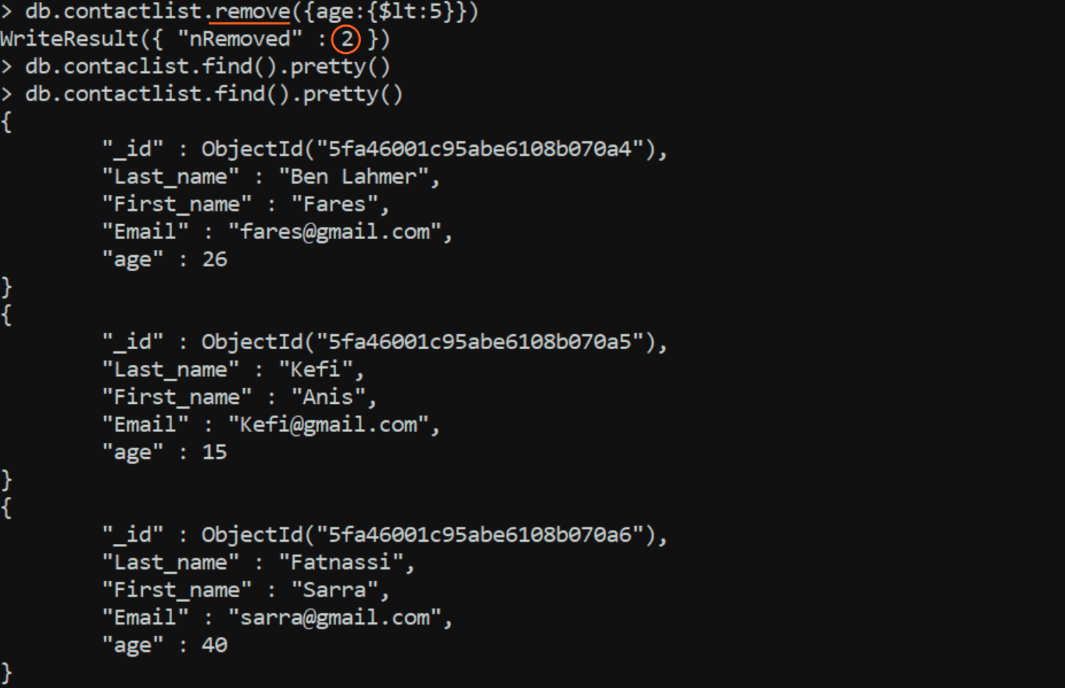 > db.contactlist.remove({age:{$lt:5}})
WriteResult({ "nRemoved" : 2 })
> db.contaclist.find().pretty()
> db.contactlist.find().pretty()
{
        "_id" : ObjectId("5fa46001c95abe6108b070a4"),
        "Last_name" : "Ben Lahmer",
        "First_name" : "Fares",
        "Email" : "fares@gmail.com",
        "age" : 26
}
{
        "_id" : ObjectId("5fa46001c95abe6108b070a5"),
        "Last_name" : "Kefi",
        "First_name" : "Anis",
        "Email" : "Kefi@gmail.com",
        "age" : 15
}
{
        "_id" : ObjectId("5fa46001c95abe6108b070a6"),
        "Last_name" : "Fatnassi",
        "First_name" : "Sarra",
        "Email" : "sarra@gmail.com",
        "age" : 40
}